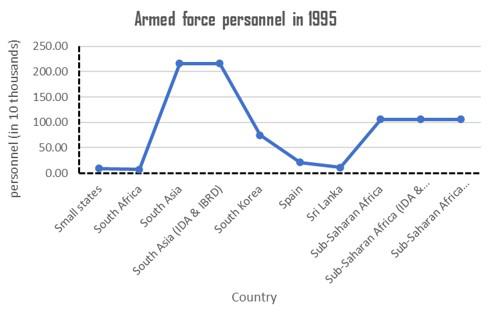 Armed force personnel in 1995
personnel (in 10 thousands)
250.00
200.00
150.00
100.00
50.00
0.00
Small states
South Africa
South Asia
South Asia (IDA & IBRD)
South Korea
Spain
Sri Lanka
Sub-Saharan Africa
Sub-Saharan Africa (IDA &...
Sub-Saharan Africa...
Country